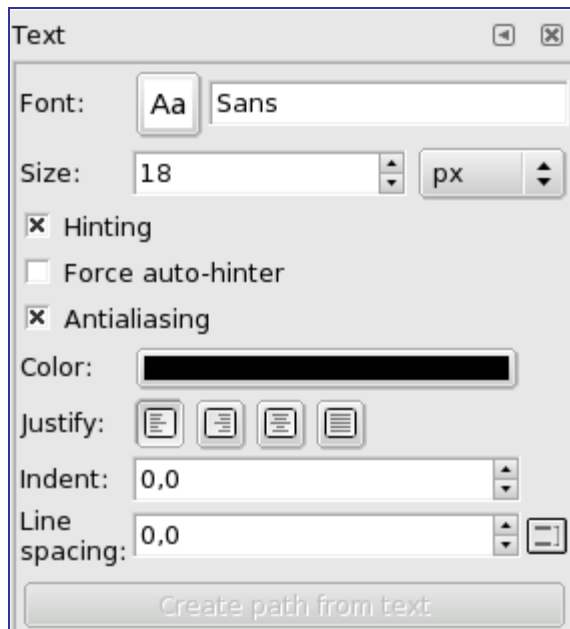 Text
Font: Aa Sans
Size: 18 px
Hinting
Force auto-hinter
Antialiasing
Color:
Justify:
Indent: 0,0
Line
spacing: 0,0
Create path from text